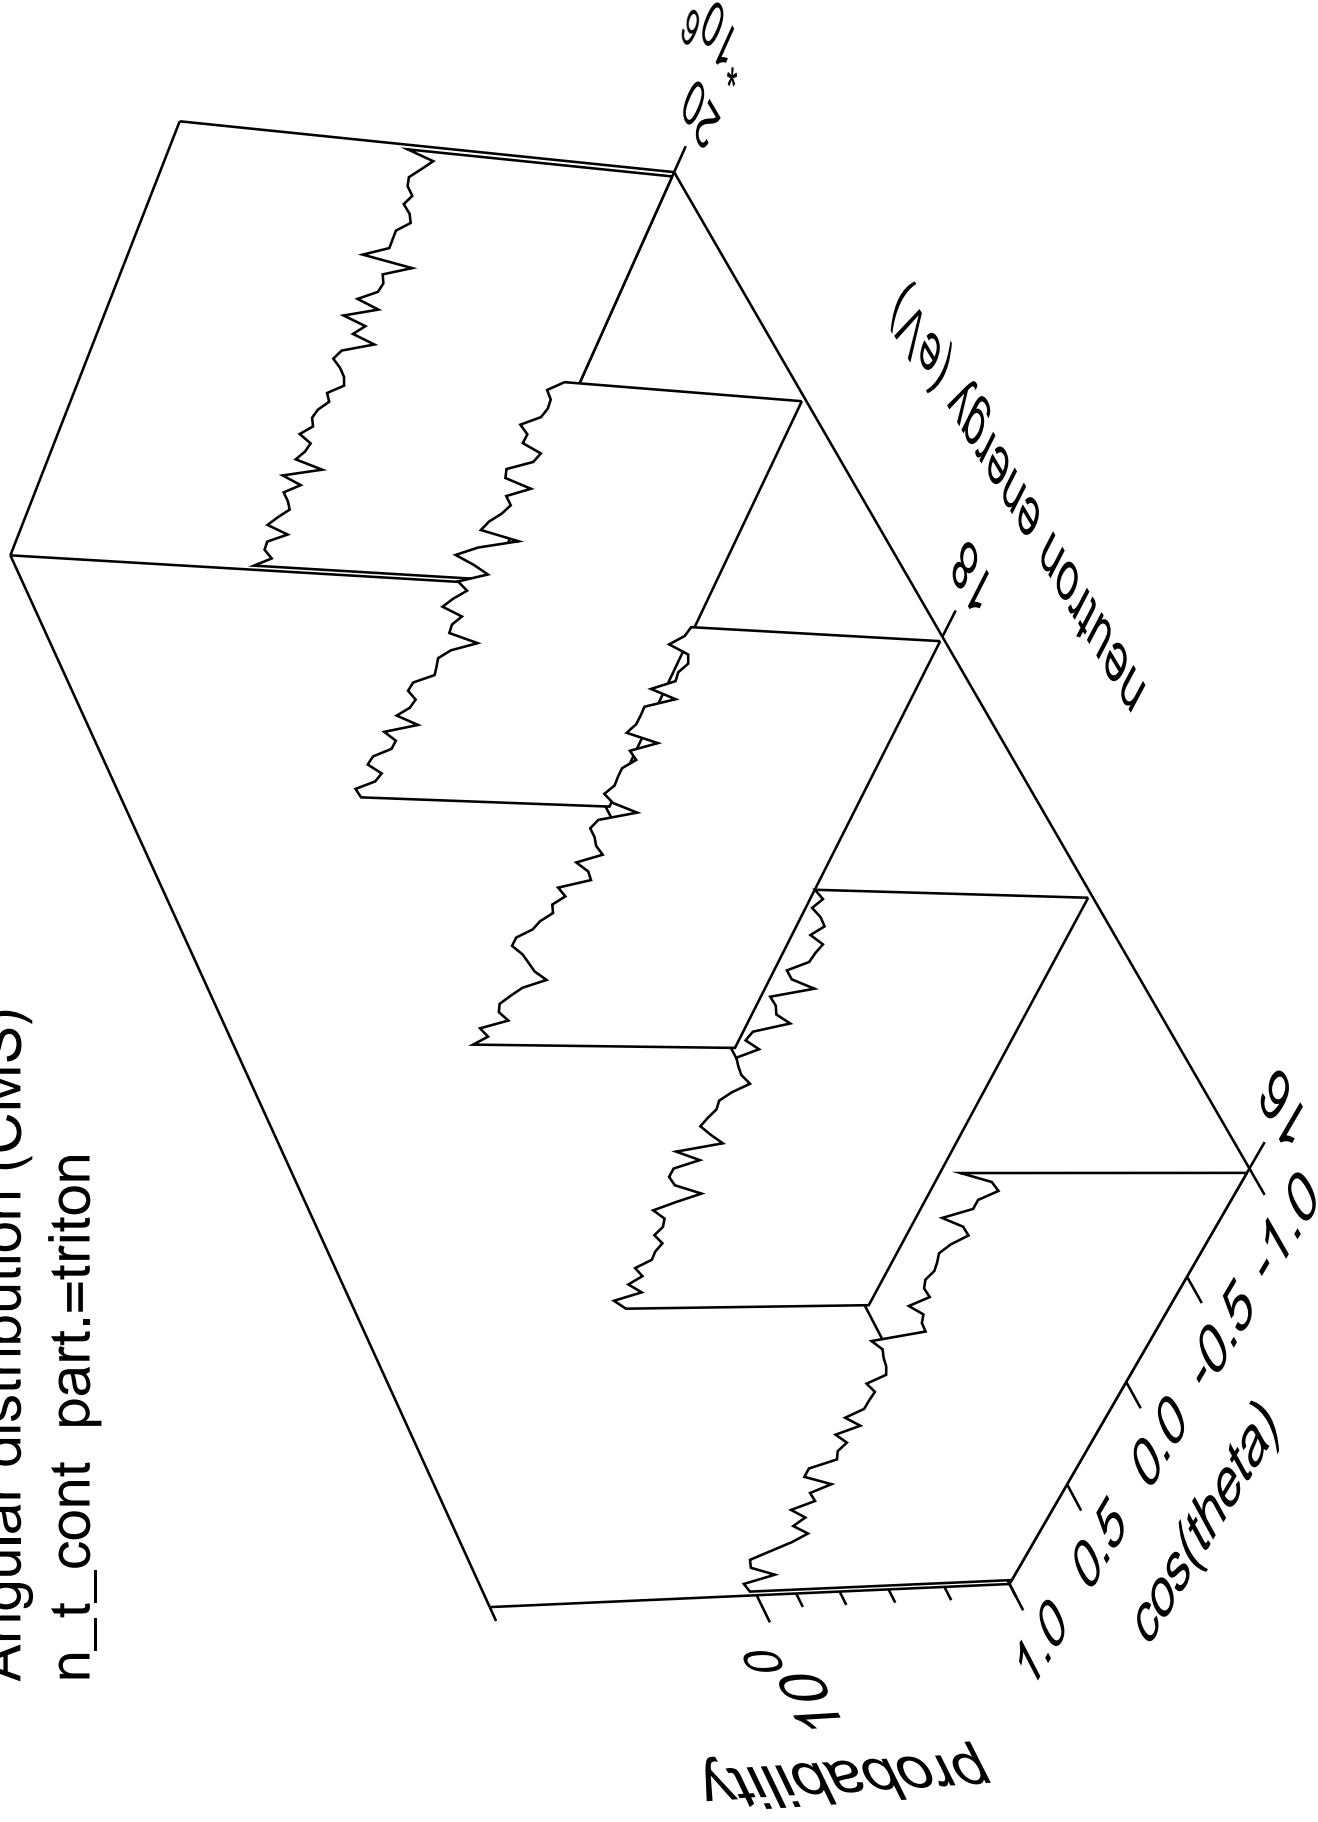 Angular distribution (CMS)
n_t_cont part.=triton
probability
10^0
1.0 0.5 0.0 -0.5 -1.0
cos(theta)
16 18 20
*10^6
neutron energy (eV)